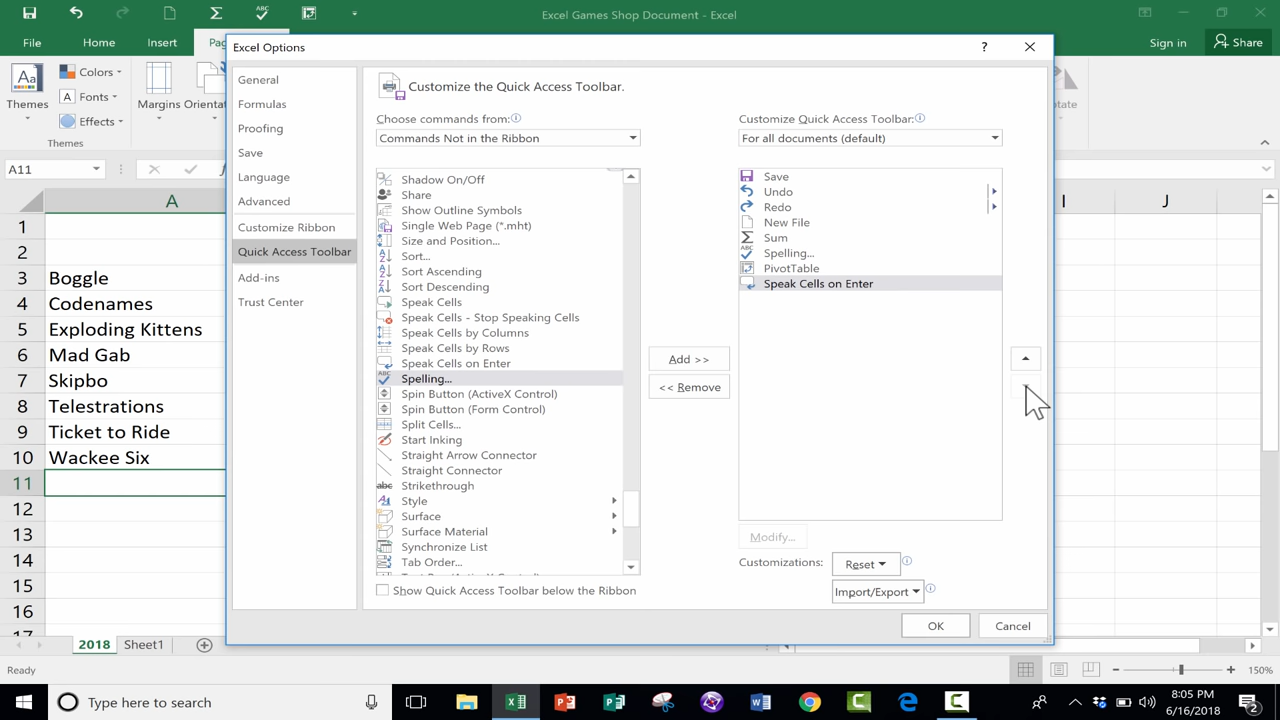 Excel Games Shop Document - Excel
File
Home
Insert
Sign in
Share
Themes
Colors
Fonts
Effects
Margins
Themes
Excel Options
?
General
Formulas
Proofing
Save
Language
Advanced
Customize Ribbon
Quick Access Toolbar
Add-ins
Trust Center
Customize the Quick Access Toolbar.
Choose commands from:
Commands Not in the Ribbon
Customize Quick Access Toolbar:
For all documents (default)
Shadow On/Off
Share
Show Outline Symbols
Single Web Page (*.mht)
Size and Position...
Sort...
Sort Ascending
Sort Descending
Speak Cells
Speak Cells - Stop Speaking Cells
Speak Cells by Columns
Speak Cells by Rows
Speak Cells on Enter
Spelling...
Spin Button (ActiveX Control)
Spin Button (Form Control)
Split Cells...
Start Inking
Straight Arrow Connector
Straight Connector
Strikethrough
Style
Surface
Surface Material
Synchronize List
Tab Order...
Show Quick Access Toolbar below the Ribbon
Add >>
<< Remove
Save
Undo
Redo
New File
Sum
Spelling...
PivotTable
Speak Cells on Enter
Modify...
Customizations:
Reset
Import/Export
OK
Cancel
A11
A
I
J
1
2
3 Boggle
4 Codenames
5 Exploding Kittens
6 Mad Gab
7 Skipbo
8 Telestrations
9 Ticket to Ride
10 Wackee Six
11
12
13
14
15
16
2018
Sheet1
Ready
150%
Type here to search
8:05 PM
6/16/2018
2